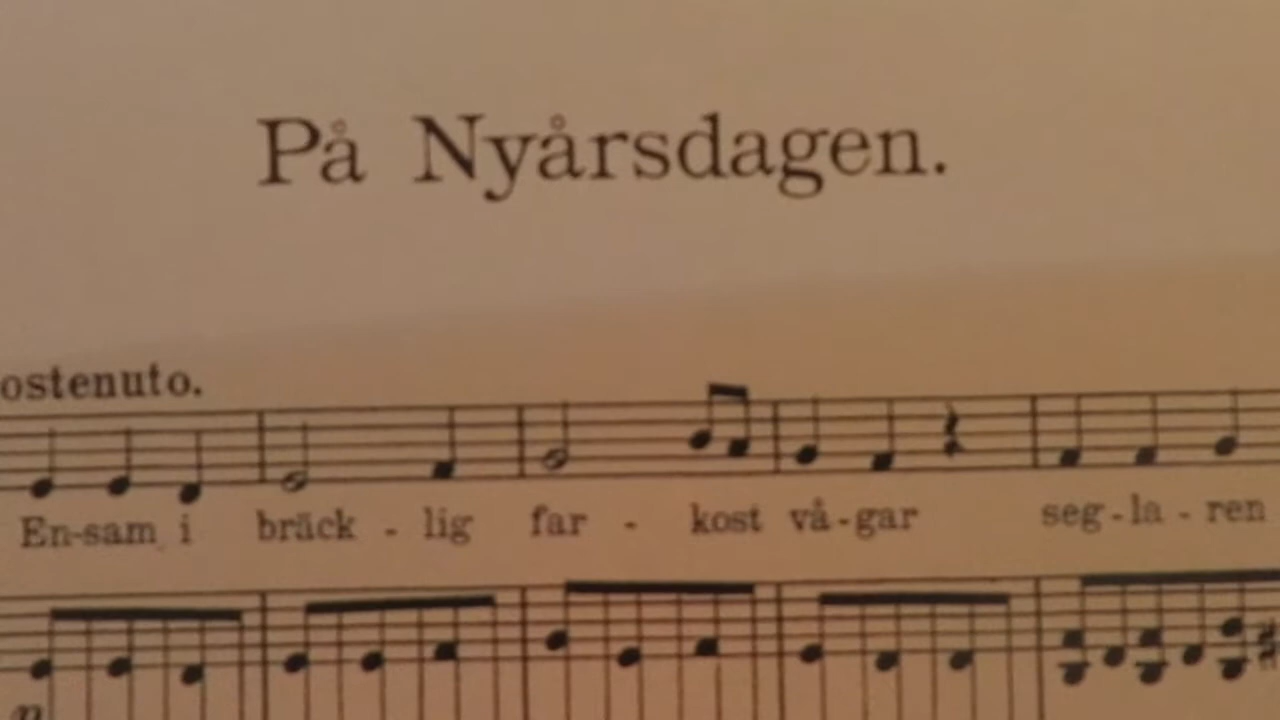 På Nyårsdagen.
ostenuto.
En-sam i bräck - lig far - kost vå-gar seg-la-ren
p